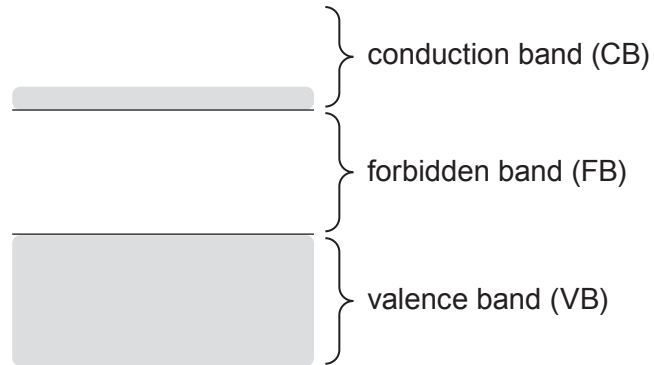 conduction band (CB)
forbidden band (FB)
valence band (VB)